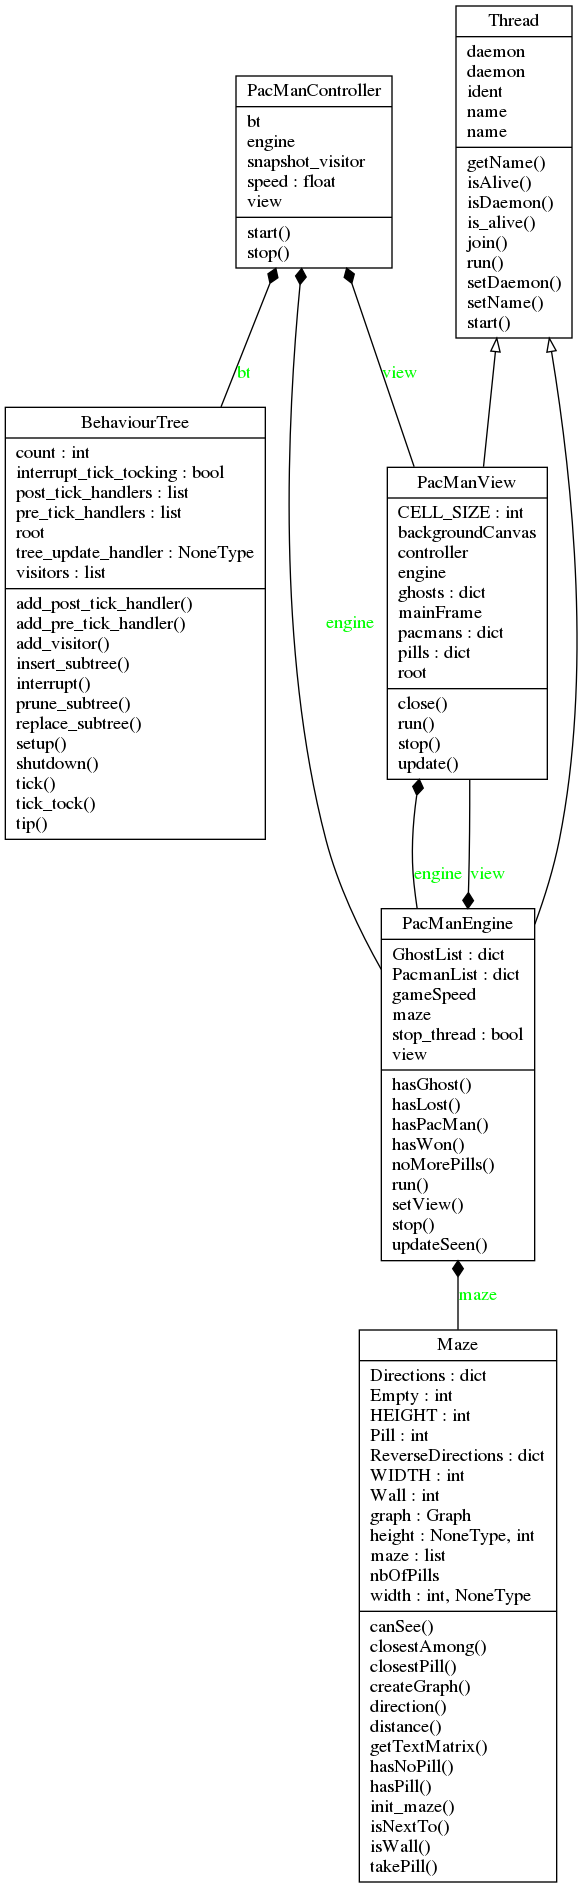 Thread
daemon
daemon
ident
name
name
getName()
isAlive()
isDaemon()
is_alive()
join()
run()
setDaemon()
setName()
start()
PacManController
bt
engine
snapshot_visitor
speed : float
view
start()
stop()
bt
view
BehaviourTree
count : int
interrupt_tick_tocking : bool
post_tick_handlers : list
pre_tick_handlers : list
root
tree_update_handler : NoneType
visitors : list
add_post_tick_handler()
add_pre_tick_handler()
add_visitor()
insert_subtree()
interrupt()
prune_subtree()
replace_subtree()
setup()
shutdown()
tick()
tick_tock()
tip()
engine
PacManView
CELL_SIZE : int
backgroundCanvas
controller
engine
ghosts : dict
mainFrame
pacmans : dict
pills : dict
root
close()
run()
stop()
update()
engine
view
PacManEngine
GhostList : dict
PacmanList : dict
gameSpeed
maze
stop_thread : bool
view
hasGhost()
hasLost()
hasPacMan()
hasWon()
noMorePills()
run()
setView()
stop()
updateSeen()
maze
Maze
Directions : dict
Empty : int
HEIGHT : int
Pill : int
ReverseDirections : dict
WIDTH : int
Wall : int
graph : Graph
height : NoneType, int
maze : list
nbOfPills
width : int, NoneType
canSee()
closestAmong()
closestPill()
createGraph()
direction()
distance()
getTextMatrix()
hasNoPill()
hasPill()
init_maze()
isNextTo()
isWall()
takePill()